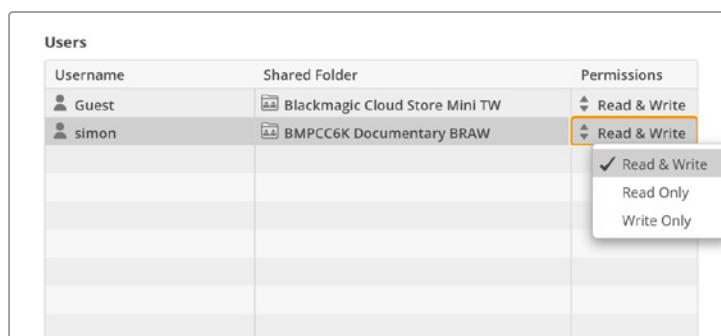 Users
Username Shared Folder Permissions
Guest Blackmagic Cloud Store Mini TW Read & Write
simon BMPCC6K Documentary BRAW Read & Write
Read & Write
Read Only
Write Only